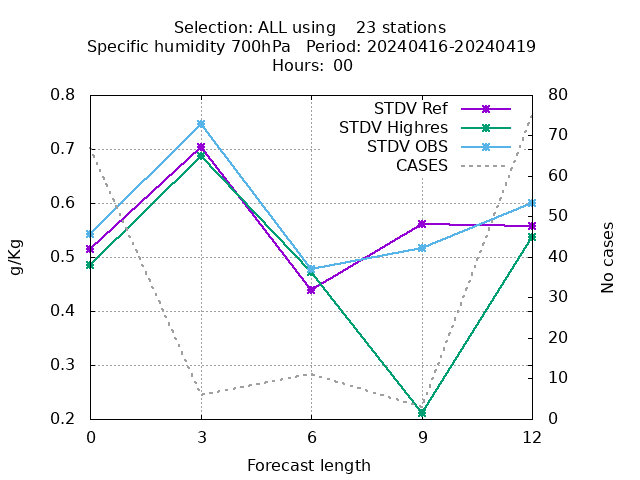 Selection: ALL using    23 stations
Specific humidity 700hPa   Period: 20240416-20240419
Hours:  00
STDV Ref
STDV Highres
STDV OBS
CASES
0.8
0.7
0.6
0.5
0.4
0.3
0.2
g/Kg
80
70
60
50
40
30
20
10
0
No cases
0 3 6 9 12
Forecast length